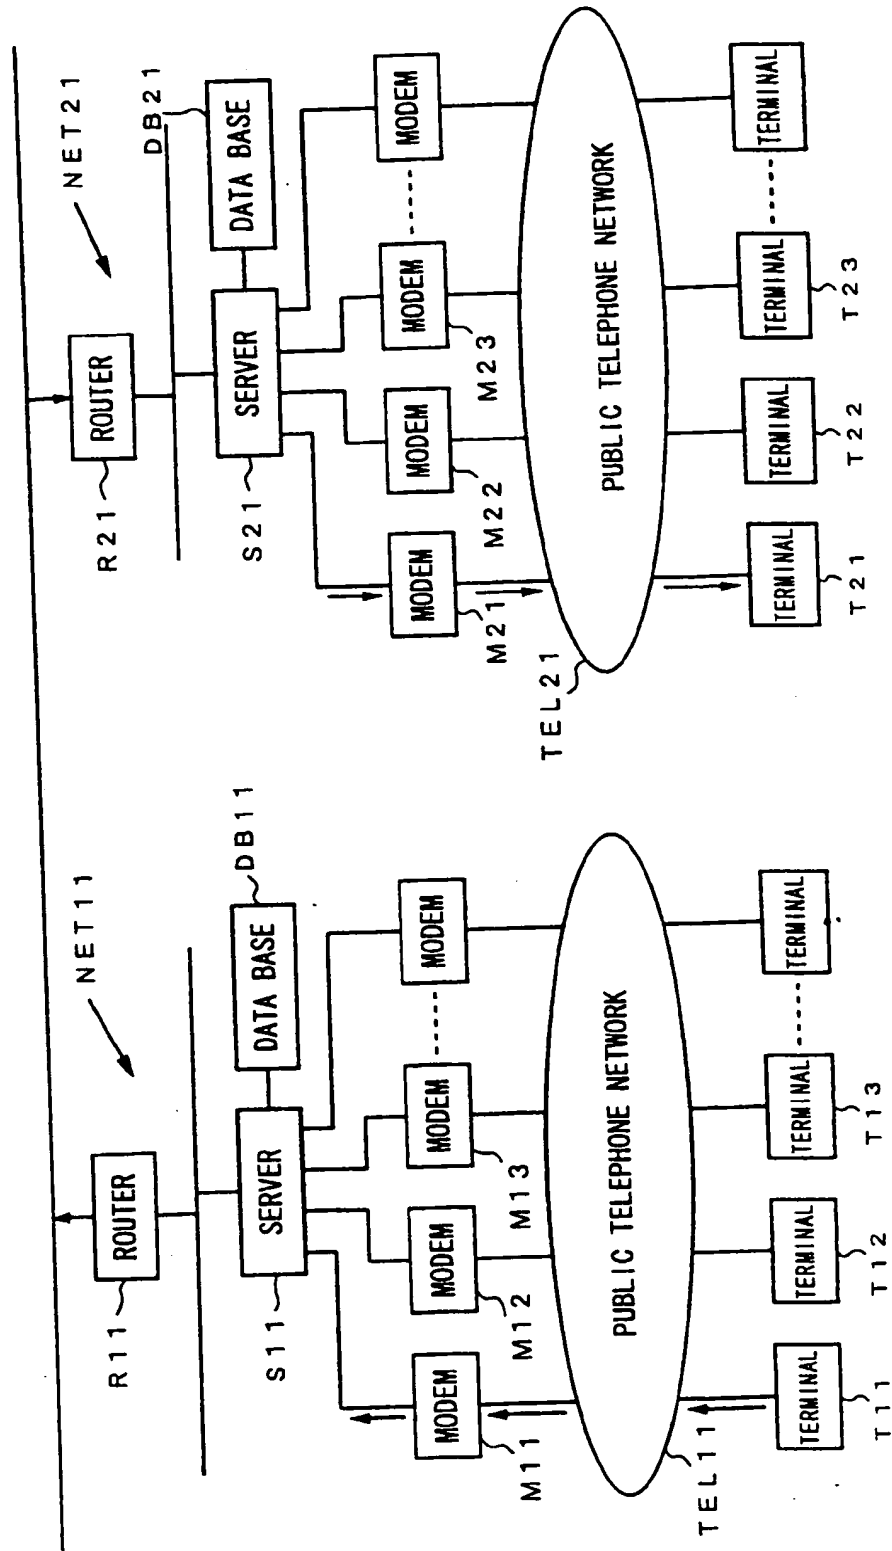 NET11
NET21
R11
ROUTER
R21
ROUTER
DB11
DB21
S11
SERVER
DATA BASE
S21
SERVER
DATA BASE
MODEM
MODEM
MODEM
MODEM
MODEM
MODEM
MODEM
MODEM
M11
M12
M13
M21
M22
M23
PUBLIC TELEPHONE NETWORK
PUBLIC TELEPHONE NETWORK
TEL11
TEL21
TERMINAL
TERMINAL
TERMINAL
TERMINAL
TERMINAL
TERMINAL
TERMINAL
TERMINAL
T11
T12
T13
T21
T22
T23